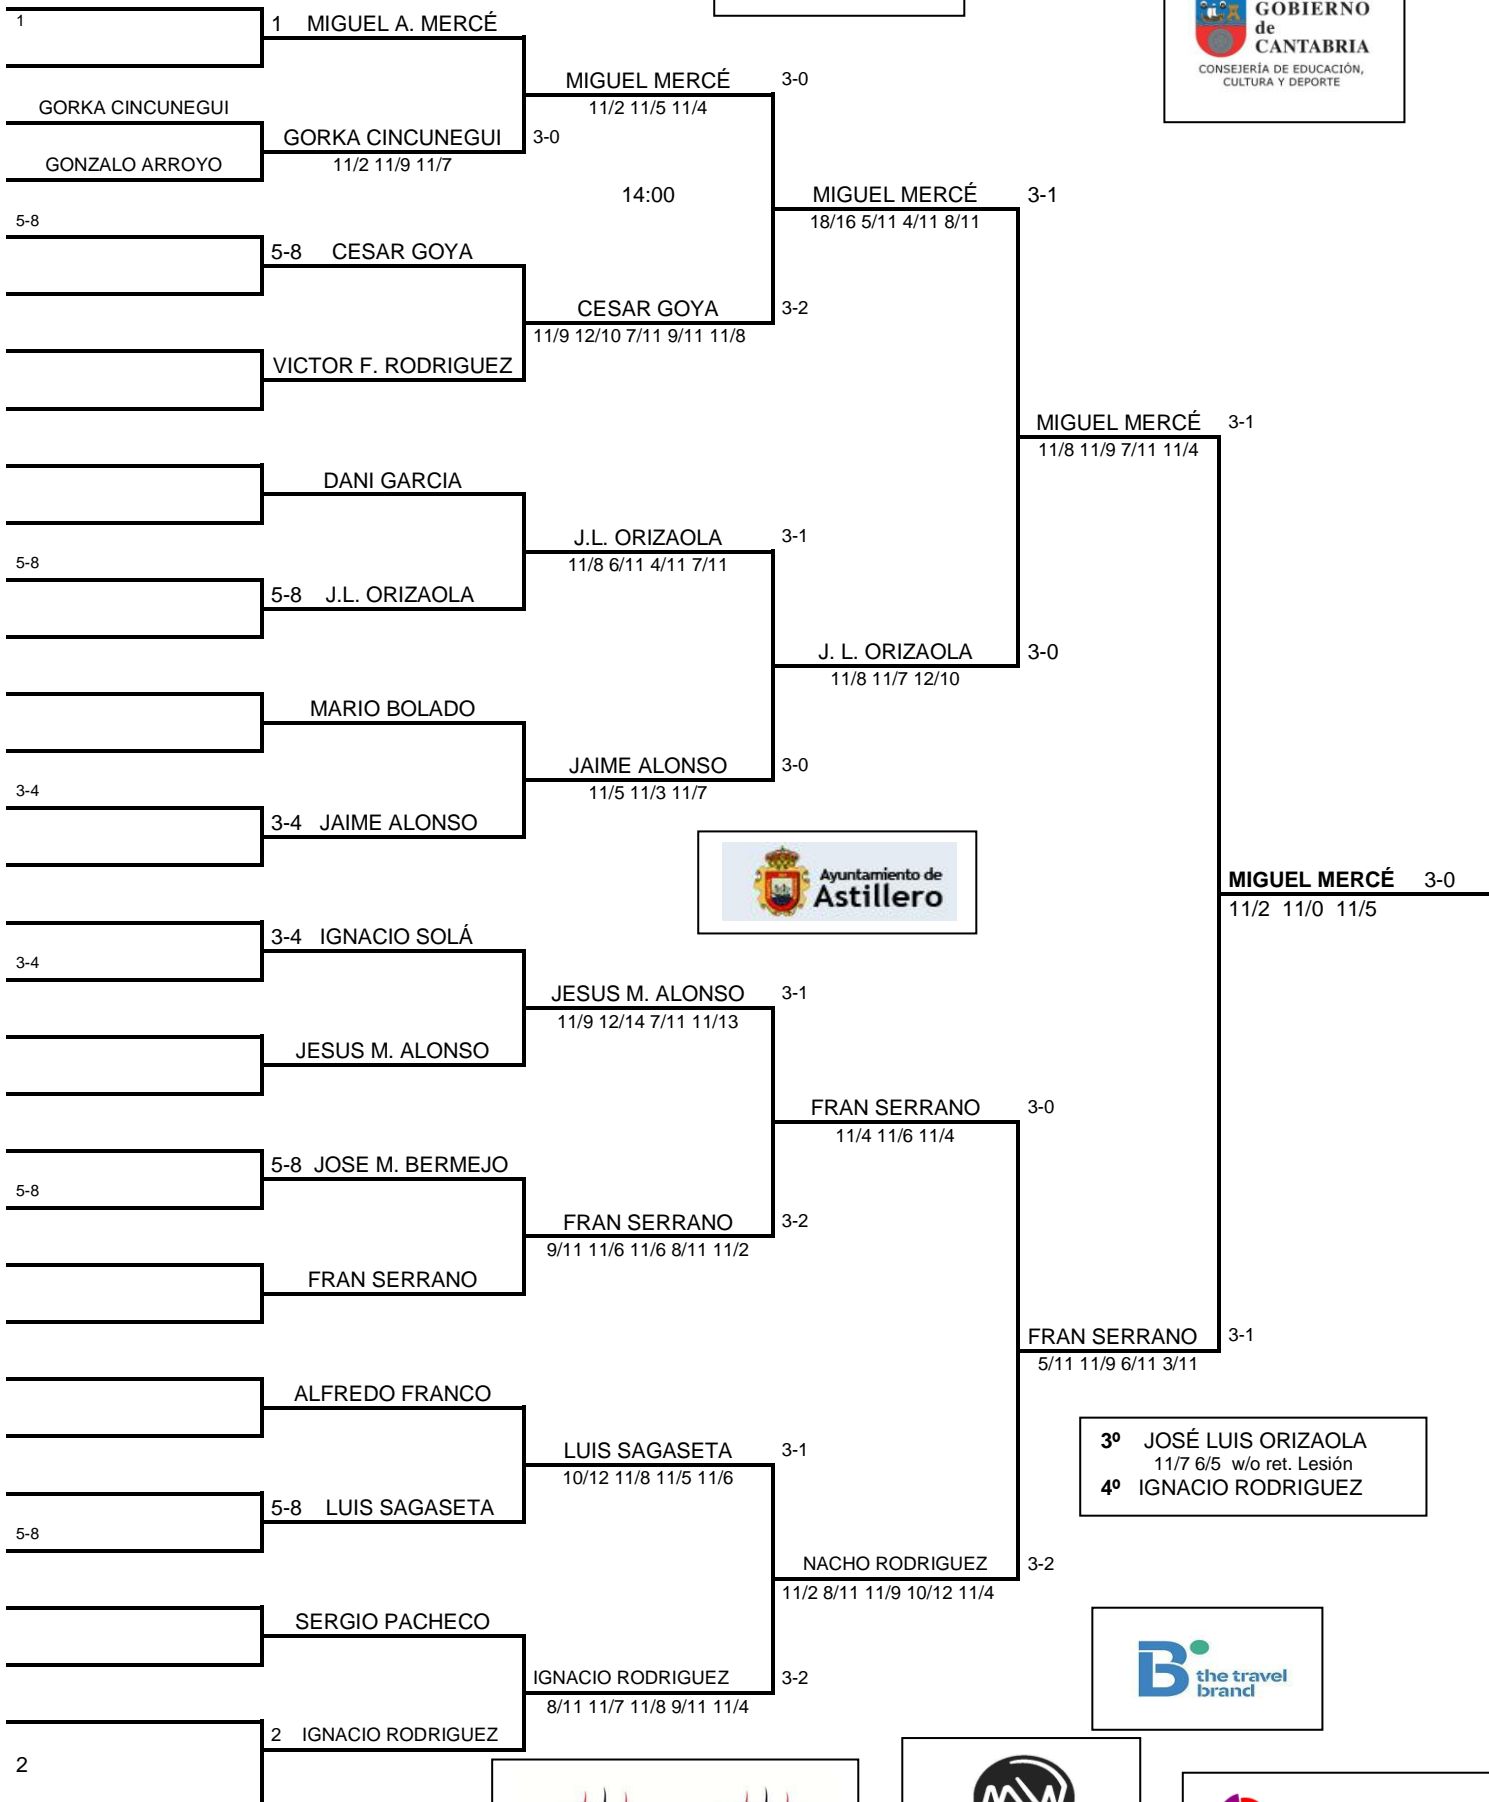 GOBIERNO
de
CANTABRIA
CONSEJERÍA DE EDUCACIÓN,
CULTURA Y DEPORTE
1
1 MIGUEL A. MERCÉ
MIGUEL MERCÉ 3-0
11/2 11/5 11/4
GORKA CINCUNEGUI
GORKA CINCUNEGUI 3-0
11/2 11/9 11/7
GONZALO ARROYO
14:00
MIGUEL MERCÉ 3-1
18/16 5/11 4/11 8/11
5-8
5-8 CESAR GOYA
CESAR GOYA 3-2
11/9 12/10 7/11 9/11 11/8
VICTOR F. RODRIGUEZ
MIGUEL MERCÉ 3-1
11/8 11/9 7/11 11/4
DANI GARCIA
J.L. ORIZAOLA 3-1
11/8 6/11 4/11 7/11
5-8
5-8 J.L. ORIZAOLA
J. L. ORIZAOLA 3-0
11/8 11/7 12/10
MARIO BOLADO
JAIME ALONSO 3-0
11/5 11/3 11/7
3-4
3-4 JAIME ALONSO
Ayuntamiento de
Astillero
MIGUEL MERCÉ 3-0
11/2 11/0 11/5
3-4 IGNACIO SOLÁ
3-4
JESUS M. ALONSO 3-1
11/9 12/14 7/11 11/13
JESUS M. ALONSO
FRAN SERRANO 3-0
11/4 11/6 11/4
5-8 JOSE M. BERMEJO
5-8
FRAN SERRANO 3-2
9/11 11/6 11/6 8/11 11/2
FRAN SERRANO
FRAN SERRANO 3-1
5/11 11/9 6/11 3/11
ALFREDO FRANCO
LUIS SAGASETA 3-1
10/12 11/8 11/5 11/6
3º JOSÉ LUIS ORIZAOLA
11/7 6/5 w/o ret. Lesión
4º IGNACIO RODRIGUEZ
5-8 LUIS SAGASETA
5-8
NACHO RODRIGUEZ 3-2
11/2 8/11 11/9 10/12 11/4
SERGIO PACHECO
IGNACIO RODRIGUEZ 3-2
8/11 11/7 11/8 9/11 11/4
B the travel
brand
2 IGNACIO RODRIGUEZ
2